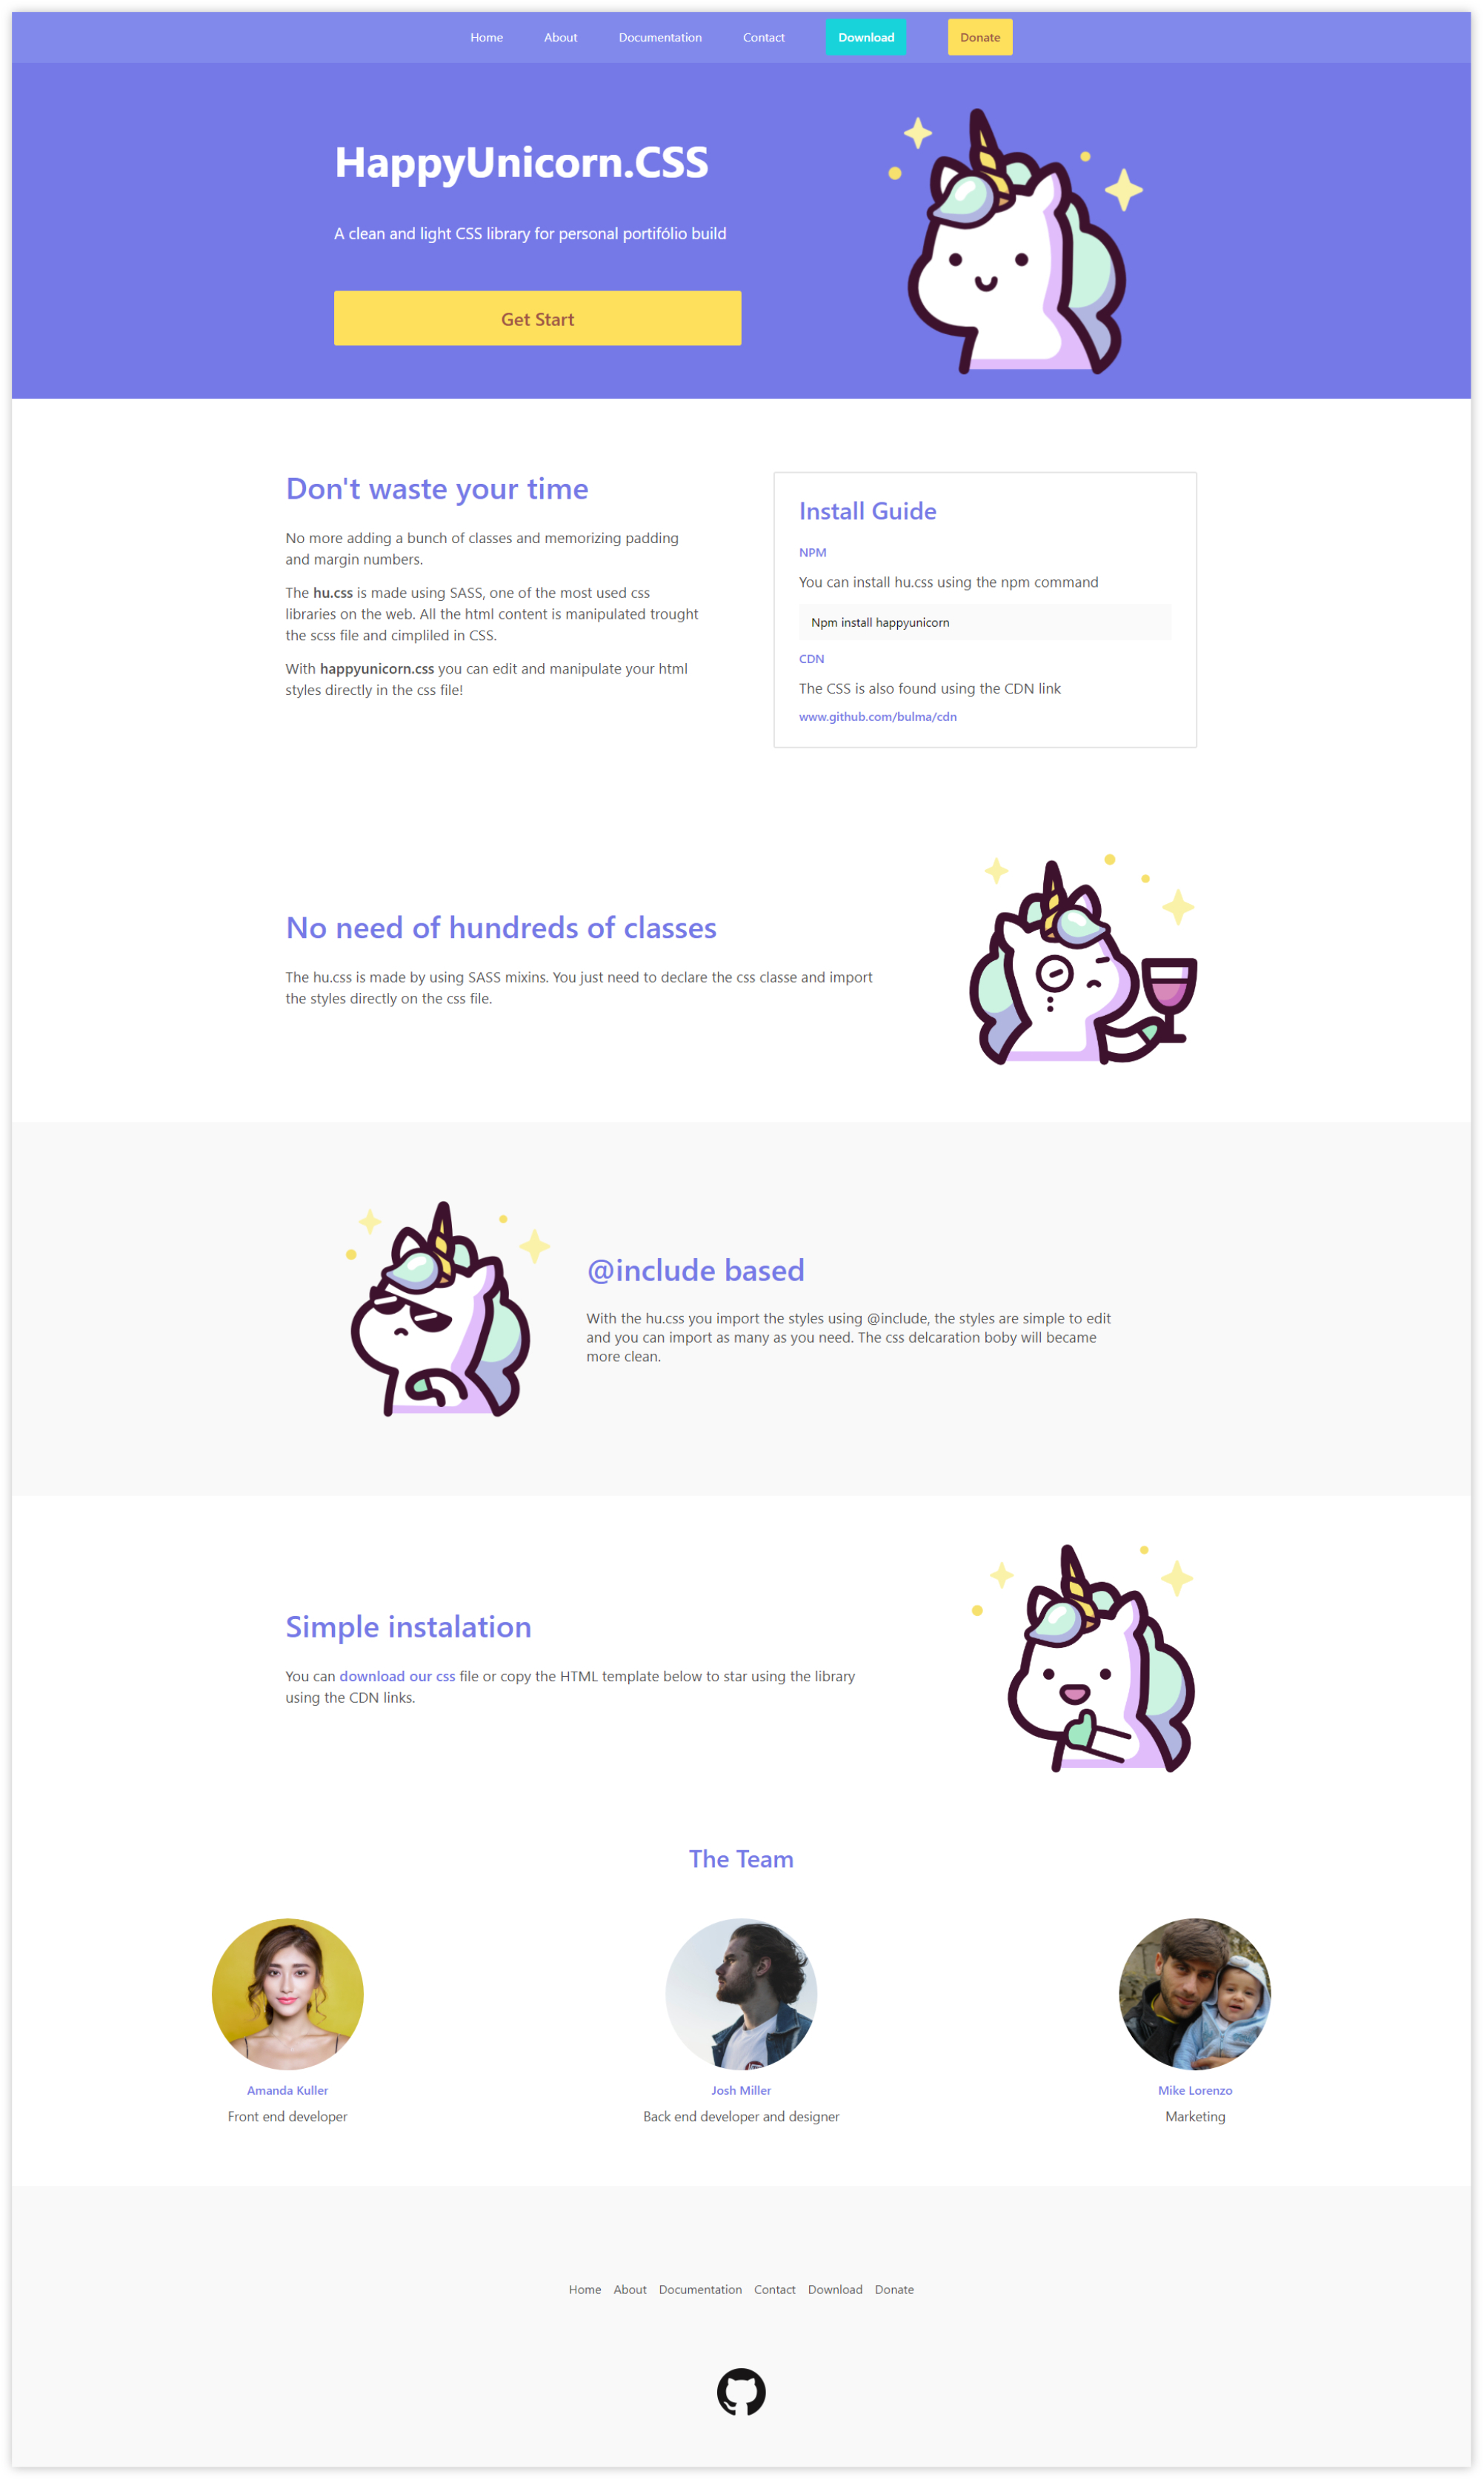 Home About Documentation Contact Download Donate
HappyUnicorn.CSS
A clean and light CSS library for personal portifólio build
Get Start
Don't waste your time
No more adding a bunch of classes and memorizing padding
and margin numbers.
The hu.css is made using SASS, one of the most used css
libraries on the web. All the html content is manipulated trought
the scss file and cimpliled in CSS.
With happyunicorn.css you can edit and manipulate your html
styles directly in the css file!
Install Guide
NPM
You can install hu.css using the npm command
Npm install happyunicorn
CDN
The CSS is also found using the CDN link
www.github.com/bulma/cdn
No need of hundreds of classes
The hu.css is made by using SASS mixins. You just need to declare the css classe and import
the styles directly on the css file.
@include based
With the hu.css you import the styles using @include, the styles are simple to edit
and you can import as many as you need. The css delcaration boby will became
more clean.
Simple instalation
You can download our css file or copy the HTML template below to star using the library
using the CDN links.
The Team
Amanda Kuller
Front end developer
Josh Miller
Back end developer and designer
Mike Lorenzo
Marketing
Home About Documentation Contact Download Donate